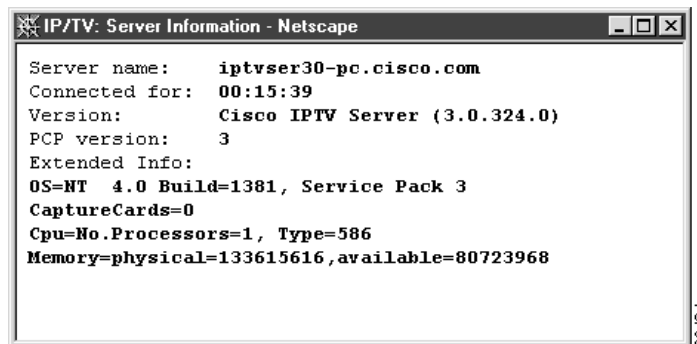 IP/TV: Server Information - Netscape
Server name: iptvser30-pc.cisco.com
Connected for: 00:15:39
Version: Cisco IPTV Server (3.0.324.0)
PCP version: 3
Extended Info:
OS=NT 4.0 Build=1381, Service Pack 3
CaptureCards=0
Cpu=No.Processors=1, Type=586
Memory=physical=133615616,available=80723968